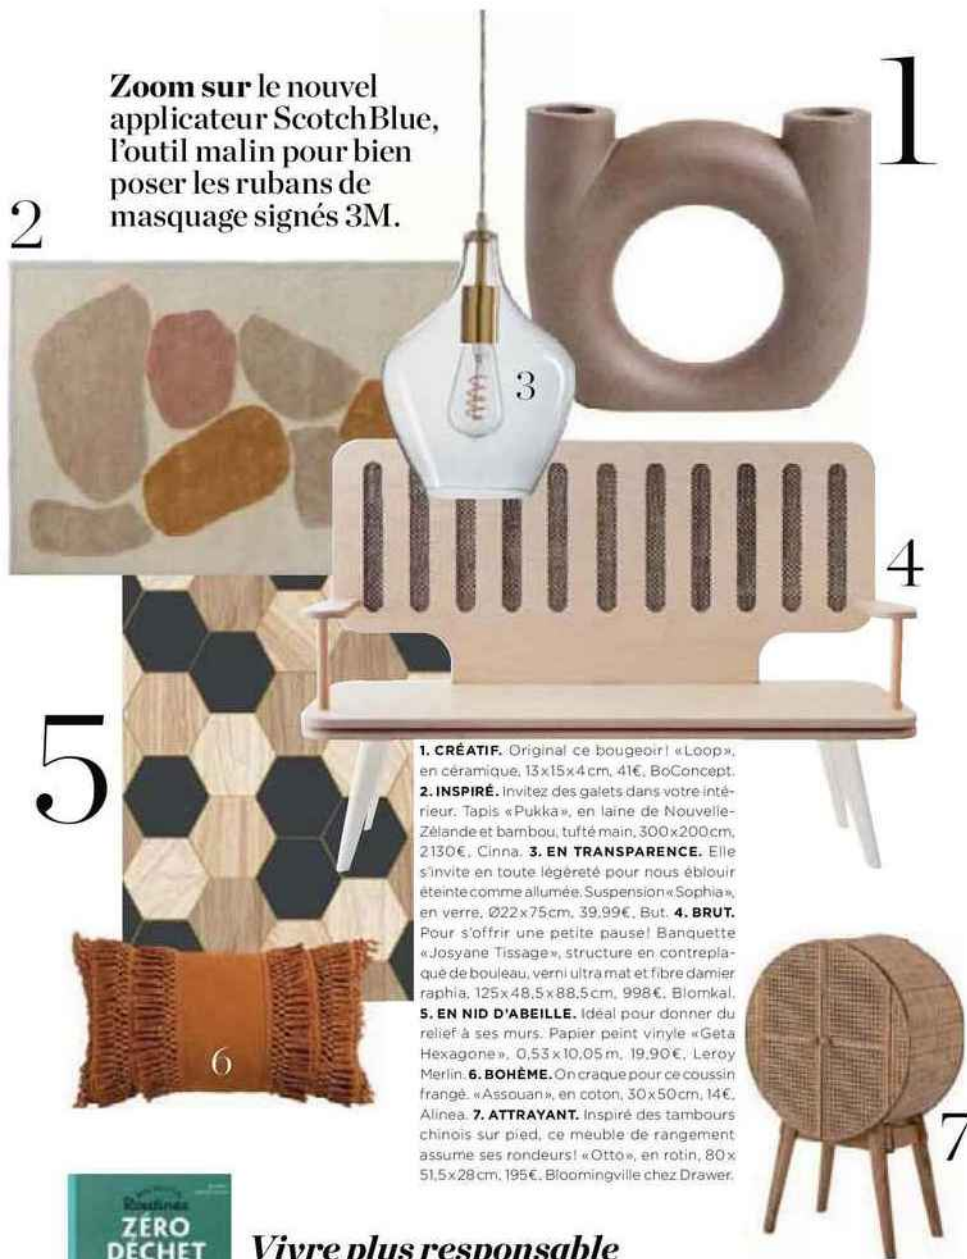 Zoom sur le nouvel
applicateur ScotchBlue,
l'outil malin pour bien
poser les rubans de
masquage signés 3M.
1
2
3
4
5
1. CRÉATIF. Original ce bougeoir! «Loop»,
en céramique, 13x15x4cm, 41€, BoConcept.
2. INSPIRÉ. Invitez des galets dans votre inté-
rieur. Tapis «Pukka», en laine de Nouvelle-
Zélande et bambou, tufté main, 300x200cm,
2130€, Cinna. 3. EN TRANSPARENCE. Elle
s'invite en toute légèreté pour nous éblouir
éteinte comme allumée. Suspension «Sophia»,
en verre, Ø22x75cm, 39,99€, But. 4. BRUT.
Pour s'offrir une petite pause! Banquette
«Josyane Tissage», structure en contrepla-
qué de bouleau, verni ultra mat et fibre damier
raphia, 125x48,5x88,5cm, 998€, Blomkal.
5. EN NID D'ABEILLE. Idéal pour donner du
relief à ses murs. Papier peint vinyle «Geta
Hexagone», 0,53x10,05m, 19,90€, Leroy
Merlin. 6. BOHÈME. On craque pour ce coussin
frangé. «Assouan», en coton, 30x50cm, 14€,
Alinea. 7. ATTRAYANT. Inspiré des tambours
chinois sur pied, ce meuble de rangement
assume ses rondeurs! «Otto», en rotin, 80x
51,5x28cm, 195€, Bloomingville chez Drawer.
6
7
Routines
ZÉRO
DÉCHET
Vivre plus responsable